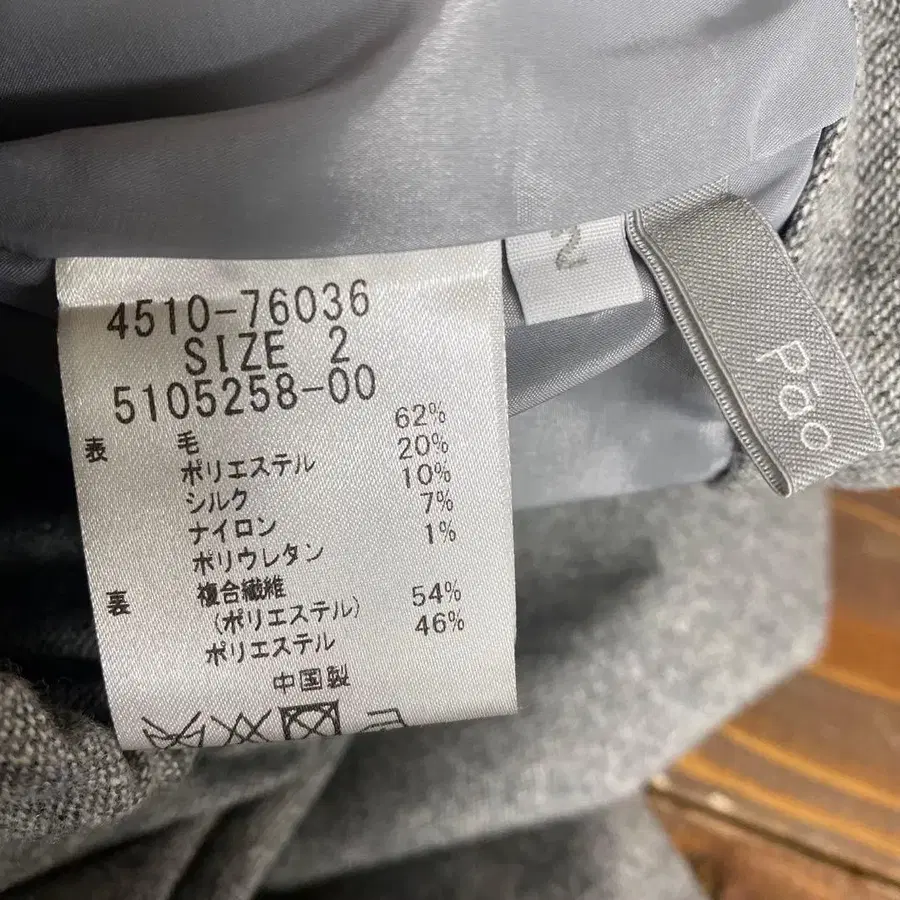 4510-76036
SIZE 2
5105258-00
表 毛 62%
ポリエステル 20%
シルク 10%
ナイロン 7%
ポリウレタン 1%
裏 複合繊維
(ポリエステル) 54%
ポリエステル 46%
中国製
2
Pāo